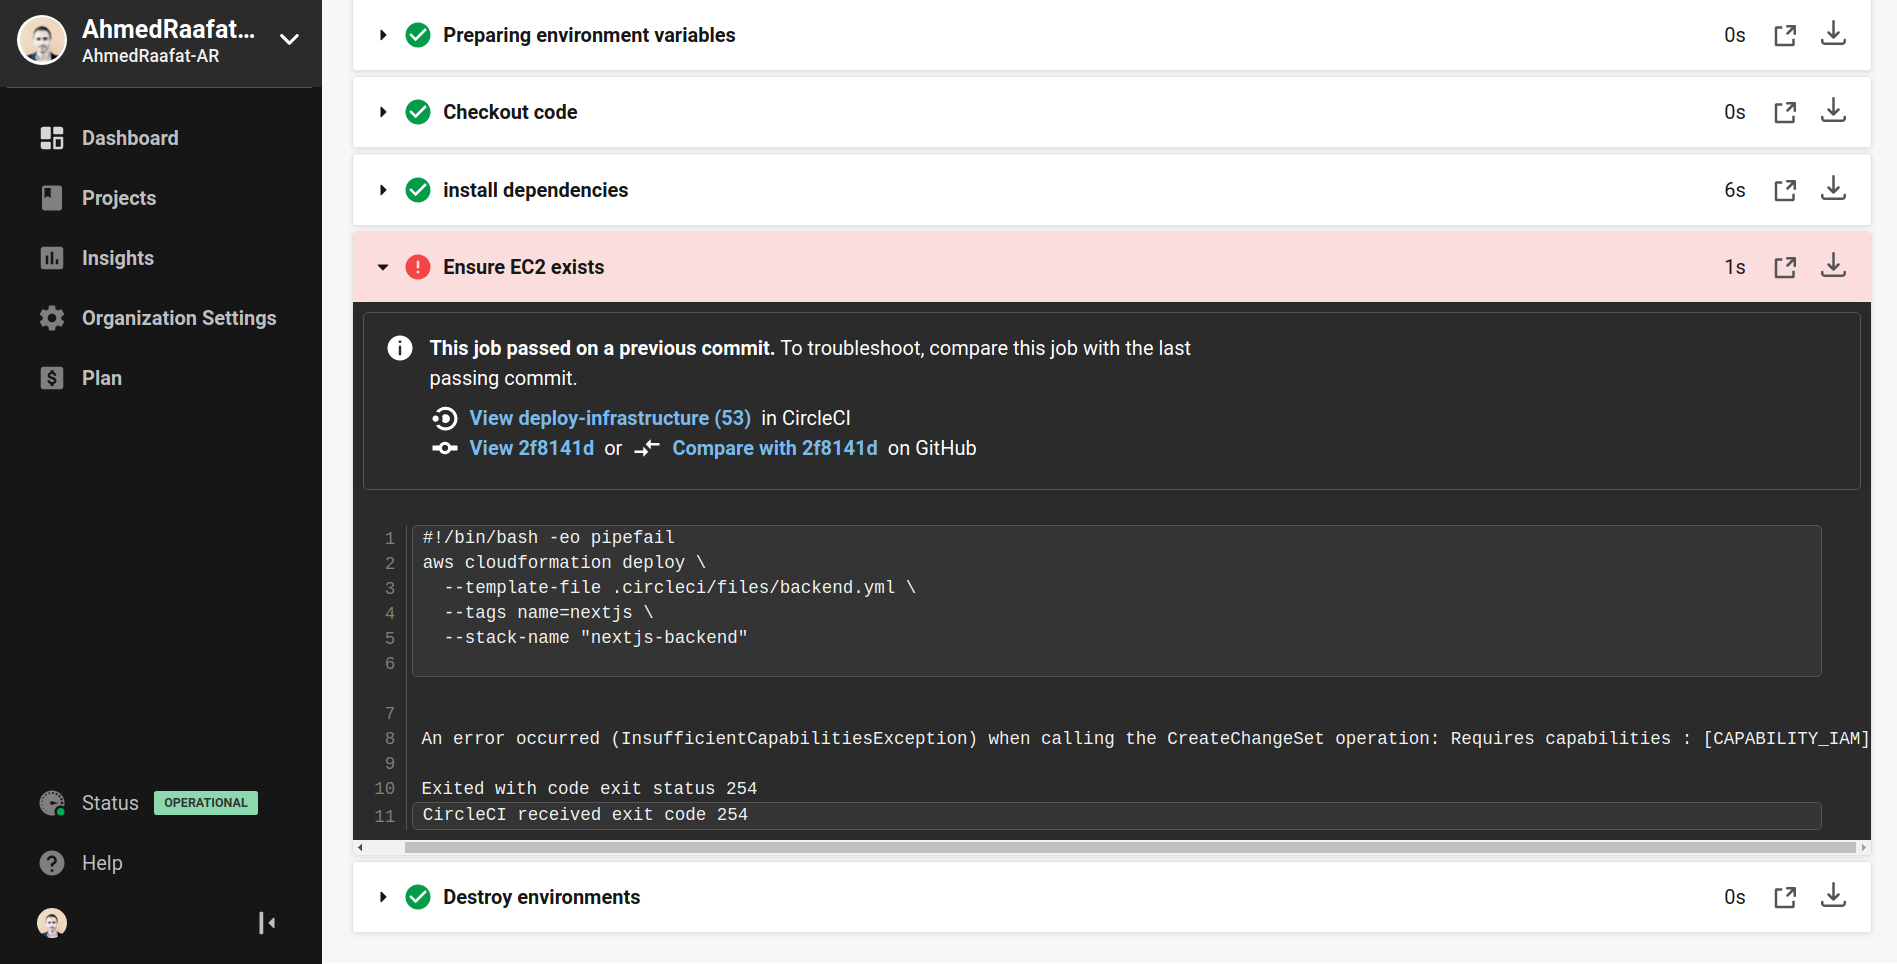 AhmedRaafat...
AhmedRaafat-AR
Dashboard
Projects
Insights
Organization Settings
Plan
Status OPERATIONAL
Help
Preparing environment variables 0s
Checkout code 0s
install dependencies 6s
Ensure EC2 exists 1s
This job passed on a previous commit. To troubleshoot, compare this job with the last
passing commit.
View deploy-infrastructure (53) in CircleCI
View 2f8141d or Compare with 2f8141d on GitHub
1 #!/bin/bash -eo pipefail
2 aws cloudformation deploy \
3 --template-file .circleci/files/backend.yml \
4 --tags name=nextjs \
5 --stack-name "nextjs-backend"
6
7
8 An error occurred (InsufficientCapabilitiesException) when calling the CreateChangeSet operation: Requires capabilities : [CAPABILITY_IAM]
9
10 Exited with code exit status 254
11 CircleCI received exit code 254
Destroy environments 0s